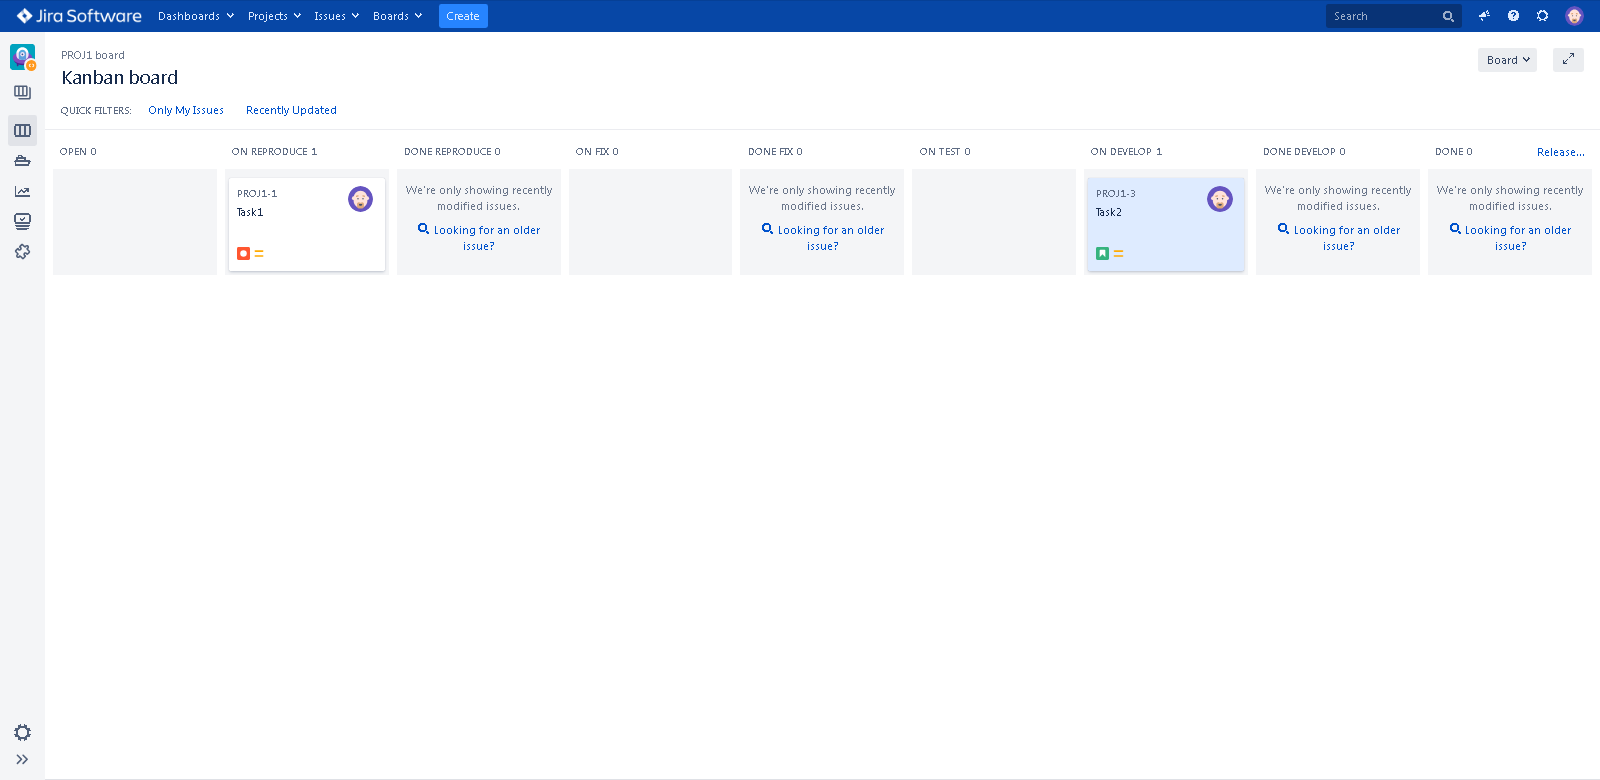 Jira Software Dashboards Projects Issues Boards Create Search
PROJ1 board
Kanban board
Board
QUICK FILTERS: Only My Issues Recently Updated
OPEN 0 ON REPRODUCE 1 DONE REPRODUCE 0 ON FIX 0 DONE FIX 0 ON TEST 0 ON DEVELOP 1 DONE DEVELOP 0 DONE 0 Release...
PROJ1-1
Task1
We're only showing recently
modified issues.
Looking for an older
issue?
We're only showing recently
modified issues.
Looking for an older
issue?
PROJ1-3
Task2
We're only showing recently
modified issues.
Looking for an older
issue?
We're only showing recently
modified issues.
Looking for an older
issue?